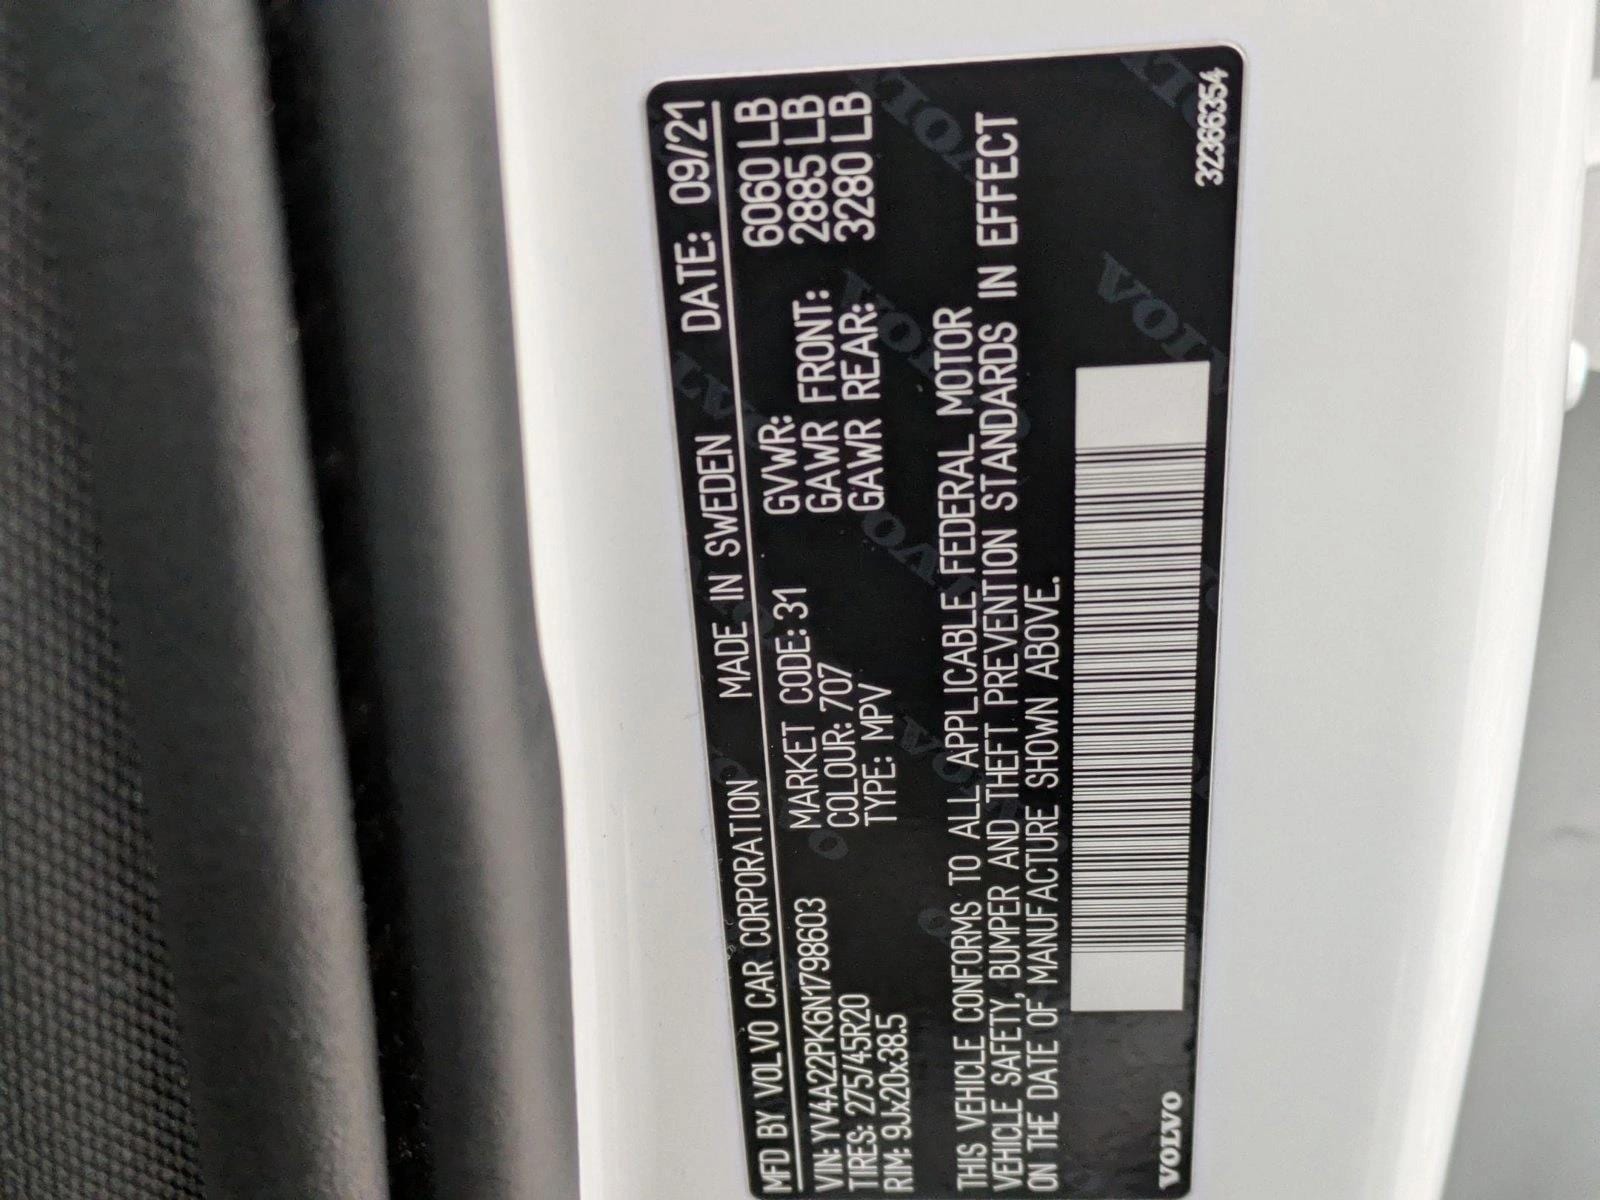 MFD BY VOLVO CAR CORPORATION MADE IN SWEDEN DATE: 09/21
VIN: YV4A22PK6N1798603 MARKET CODE: 31 GVWR: 6060 LB
TIRES: 275/45R20 COLOUR: 707 GAWR FRONT: 2885 LB
RIM: 9Jx20x38.5 TYPE: MPV GAWR REAR: 3280 LB
THIS VEHICLE CONFORMS TO ALL APPLICABLE FEDERAL MOTOR
VEHICLE SAFETY, BUMPER AND THEFT PREVENTION STANDARDS IN EFFECT
ON THE DATE OF MANUFACTURE SHOWN ABOVE.
VOLVO 32366354